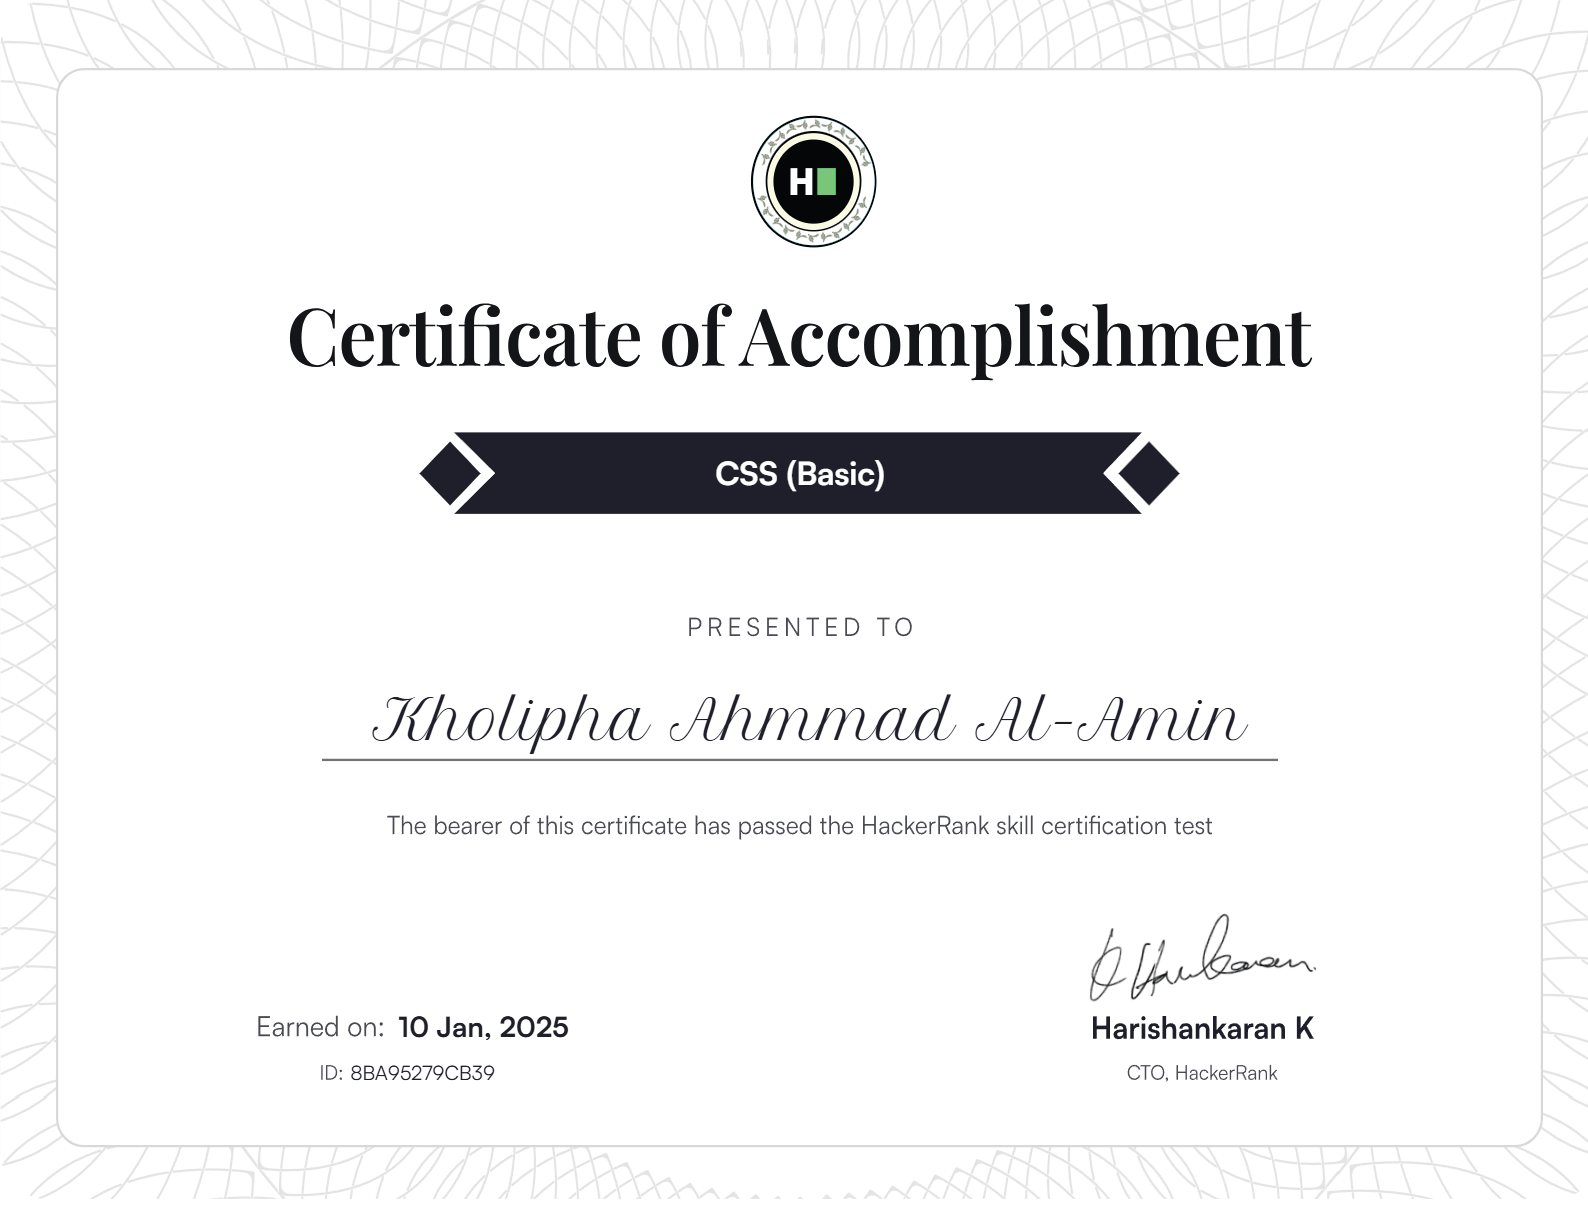 H
Certificate of Accomplishment
CSS (Basic)
PRESENTED TO
Kholipha Ahmmad Al-Amin
The bearer of this certificate has passed the HackerRank skill certification test
Earned on: 10 Jan, 2025
ID: 8BA95279CB39
Harishankaran K
CTO, HackerRank